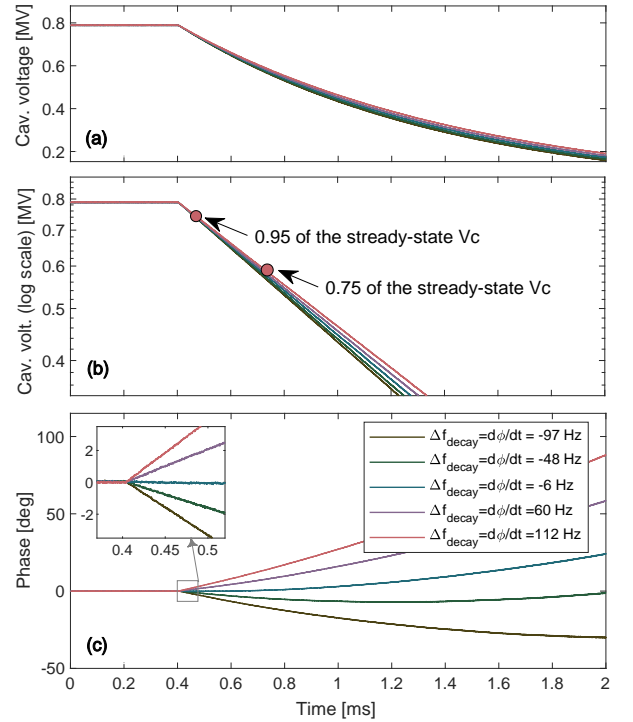 Cav. voltage [MV]
0.8
0.6
0.4
0.2
(a)
Cav. volt. (log scale) [MV]
0.8
0.7
0.6
0.5
0.4
0.95 of the stready-state Vc
0.75 of the stready-state Vc
(b)
Phase [deg]
100
50
0
-50
2
0
-2
0.4
0.5
Δf_decay=dϕ/dt = -97 Hz
Δf_decay=dϕ/dt = -48 Hz
Δf_decay=dϕ/dt = -6 Hz
Δf_decay=dϕ/dt =60 Hz
Δf_decay=dϕ/dt =112 Hz
(c)
0 0.2 0.4 0.6 0.8 1 1.2 1.4 1.6 1.8 2
Time [ms]